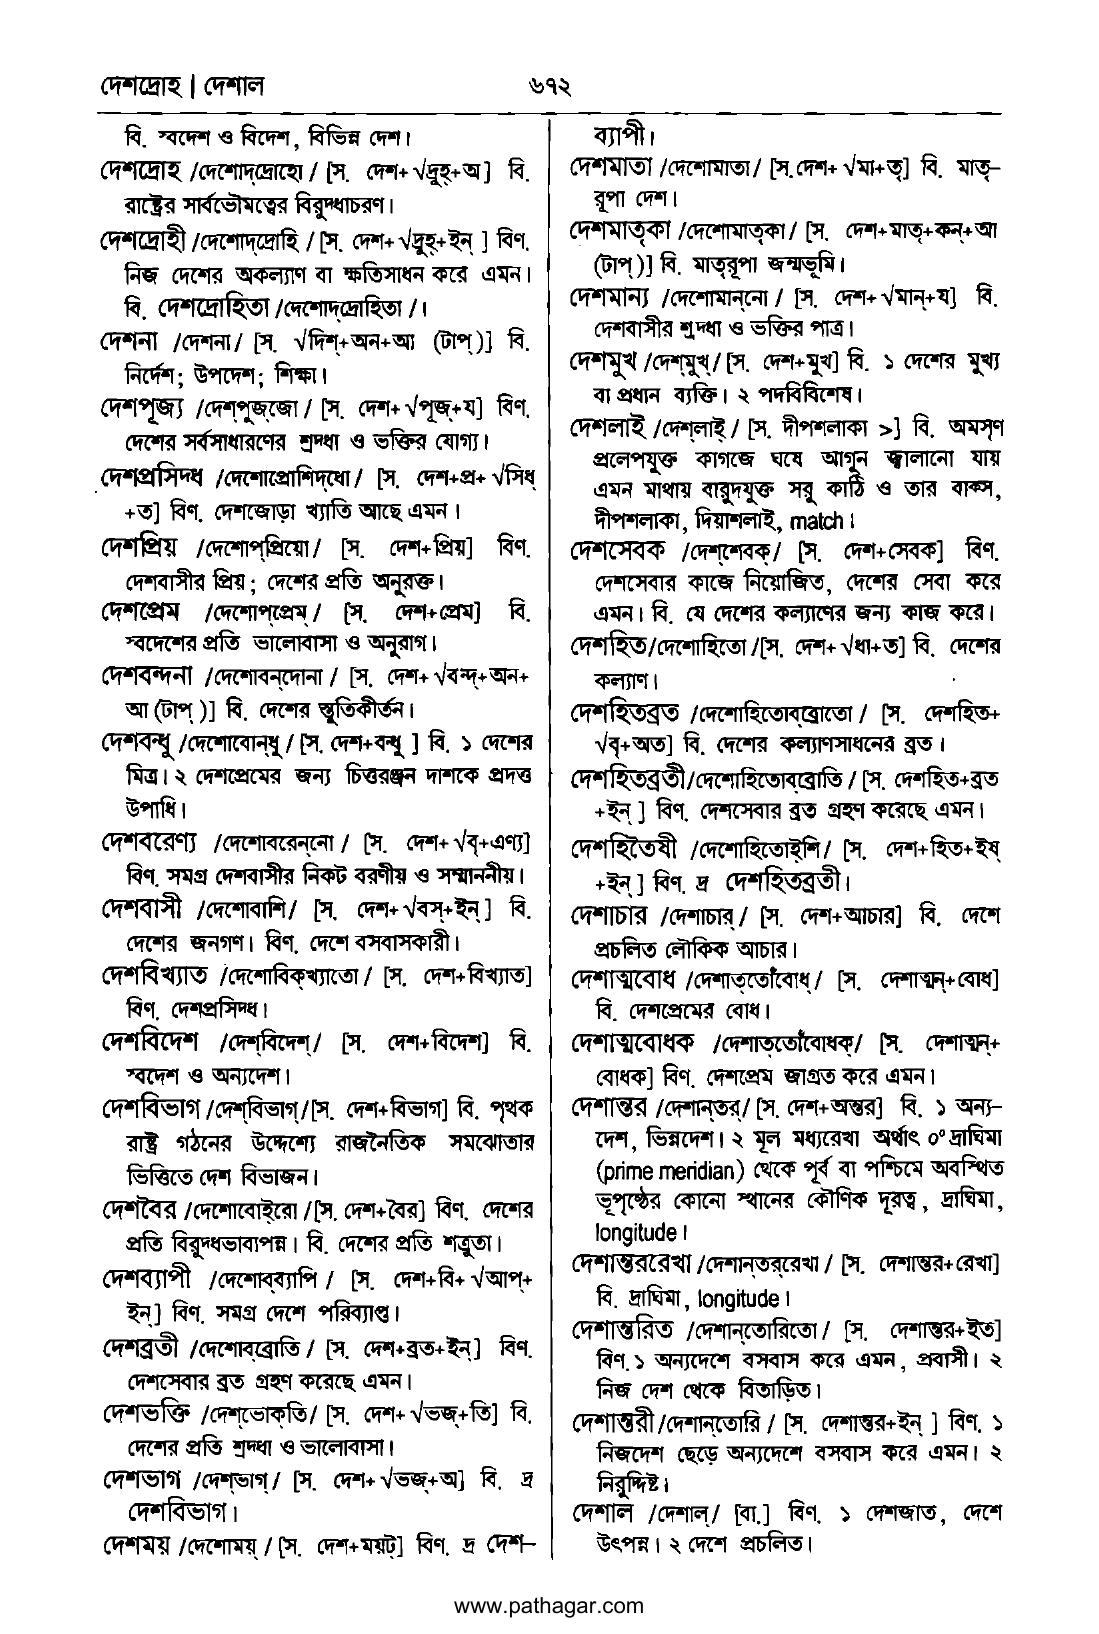 দেশদ্রোহ | দেশাল
৬৭২
বি. স্বদেশ ও বিদেশ, বিভিন্ন দেশ।
দেশদ্রোহ /দেশোদ্‌দ্রোহো/ [স. দেশ+√দ্রুহ্‌+অ] বি.
রাষ্ট্রের সার্বভৌমত্বের বিরুদ্ধাচরণ।
দেশদ্রোহী /দেশোদ্‌দ্রোহি/ [স. দেশ+√দ্রুহ্‌+ইন্‌] বিণ.
নিজ দেশের অকল্যাণ বা ক্ষতিসাধন করে এমন।
বি. দেশদ্রোহিতা /দেশোদ্‌দ্রোহিতা/।
দেশনা /দেশনা/ [স. √দিশ্‌+অন+আ (টাপ্‌)] বি.
নির্দেশ; উপদেশ; শিক্ষা।
দেশপূজ্য /দেশ্‌পুজ্‌জো/ [স. দেশ+√পূজ্‌+য] বিণ.
দেশের সর্বসাধারণের শ্রদ্ধা ও ভক্তির যোগ্য।
দেশপ্রসিদ্ধ /দেশোপ্রোশিদ্‌ধো/ [স. দেশ+প্র+√সিধ্‌
+ত] বিণ. দেশজোড়া খ্যাতি আছে এমন।
দেশপ্রিয় /দেশোপ্‌প্রিয়ো/ [স. দেশ+প্রিয়] বিণ.
দেশবাসীর প্রিয়; দেশের প্রতি অনুরক্ত।
দেশপ্রেম /দেশোপ্‌প্রেম্‌/ [স. দেশ+প্রেম] বি.
স্বদেশের প্রতি ভালোবাসা ও অনুরাগ।
দেশবন্দনা /দেশোবন্‌দোনা/ [স. দেশ+√বন্দ্‌+অন+
আ (টাপ্‌)] বি. দেশের স্তুতিকীর্তন।
দেশবন্ধু /দেশোবোন্‌ধু/ [স. দেশ+বন্ধু] বি. ১ দেশের
মিত্র। ২ দেশপ্রেমের জন্য চিত্তরঞ্জন দাশকে প্রদত্ত
উপাধি।
দেশবরেণ্য /দেশোবরেন্‌নো/ [স. দেশ+√বৃ+এণ্য]
বিণ. সমগ্র দেশবাসীর নিকট বরণীয় ও সম্মাননীয়।
দেশবাসী /দেশোবাশি/ [স. দেশ+√বস্‌+ইন্‌] বি.
দেশের জনগণ। বিণ. দেশে বসবাসকারী।
দেশবিখ্যাত /দেশোবিক্‌খ্যাতো/ [স. দেশ+বিখ্যাত]
বিণ. দেশপ্রসিদ্ধ।
দেশবিদেশ /দেশ্‌বিদেশ্‌/ [স. দেশ+বিদেশ] বি.
স্বদেশ ও অন্যদেশ।
দেশবিভাগ /দেশ্‌বিভাগ্‌/ [স. দেশ+বিভাগ] বি. পৃথক
রাষ্ট্র গঠনের উদ্দেশ্যে রাজনৈতিক সমঝোতার
ভিত্তিতে দেশ বিভাজন।
দেশবৈর /দেশোবোইরো/ [স. দেশ+বৈর] বিণ. দেশের
প্রতি বিরুদ্ধভাবাপন্ন। বি. দেশের প্রতি শত্রুতা।
দেশব্যাপী /দেশোব্‌ব্যাপি/ [স. দেশ+বি+√আপ্‌+
ইন্‌] বিণ. সমগ্র দেশে পরিব্যাপ্ত।
দেশব্রতী /দেশোব্‌ব্রোতি/ [স. দেশ+ব্রত+ইন্‌] বিণ.
দেশসেবার ব্রত গ্রহণ করেছে এমন।
দেশভক্তি /দেশ্‌ভোক্‌তি/ [স. দেশ+√ভজ্‌+তি] বি.
দেশের প্রতি শ্রদ্ধা ও ভালোবাসা।
দেশভাগ /দেশ্‌ভাগ্‌/ [স. দেশ+√ভজ্‌+অ] বি. দ্র
দেশবিভাগ।
দেশময় /দেশোময়্‌/ [স. দেশ+ময়ট্‌] বিণ. দ্র দেশ-
ব্যাপী।
দেশমাতা /দেশোমাতা/ [স.দেশ+√মা+তৃ] বি. মাতৃ-
রূপা দেশ।
দেশমাতৃকা /দেশোমাতৃকা/ [স. দেশ+মাতৃ+কন্‌+আ
(টাপ্‌)] বি. মাতৃরূপা জন্মভূমি।
দেশমান্য /দেশোমান্‌নো/ [স. দেশ+√মান্‌+য] বি.
দেশবাসীর শ্রদ্ধা ও ভক্তির পাত্র।
দেশমুখ /দেশ্‌মুখ্‌/ [স. দেশ+মুখ] বি. ১ দেশের মুখ্য
বা প্রধান ব্যক্তি। ২ পদবিবিশেষ।
দেশলাই /দেশ্‌লাই্‌/ [স. দীপশলাকা >] বি. অমসৃণ
প্রলেপযুক্ত কাগজে ঘষে আগুন জ্বালানো যায়
এমন মাথায় বারুদযুক্ত সরু কাঠি ও তার বাক্স,
দীপশলাকা, দিয়াশলাই, match।
দেশসেবক /দেশ্‌শেবক্‌/ [স. দেশ+সেবক] বিণ.
দেশসেবার কাজে নিয়োজিত, দেশের সেবা করে
এমন। বি. যে দেশের কল্যাণের জন্য কাজ করে।
দেশহিত/দেশোহিতো/[স. দেশ+√ধা+ত] বি. দেশের
কল্যাণ।
দেশহিতব্রত /দেশোহিতোব্‌ব্রোতো/ [স. দেশহিত+
√বৃ+অত] বি. দেশের কল্যাণসাধনের ব্রত।
দেশহিতব্রতী/দেশোহিতোব্‌ব্রোতি/ [স. দেশহিত+ব্রত
+ইন্‌] বিণ. দেশসেবার ব্রত গ্রহণ করেছে এমন।
দেশহিতৈষী /দেশোহিতোইশি/ [স. দেশ+হিত+ইষ্‌
+ইন্‌] বিণ. দ্র দেশহিতব্রতী।
দেশাচার /দেশাচার্‌/ [স. দেশ+আচার] বি. দেশে
প্রচলিত লৌকিক আচার।
দেশাত্মবোধ /দেশাত্‌তোঁবোধ্‌/ [স. দেশাত্মন্‌+বোধ]
বি. দেশপ্রেমের বোধ।
দেশাত্মবোধক /দেশাত্‌তোঁবোধক্‌/ [স. দেশাত্মন্‌+
বোধক] বিণ. দেশপ্রেম জাগ্রত করে এমন।
দেশান্তর /দেশান্‌তর্‌/ [স. দেশ+অন্তর] বি. ১ অন্য-
দেশ, ভিন্নদেশ। ২ মূল মধ্যরেখা অর্থাৎ ০° দ্রাঘিমা
(prime meridian) থেকে পূর্ব বা পশ্চিমে অবস্থিত
ভূপৃষ্ঠের কোনো স্থানের কৌণিক দূরত্ব, দ্রাঘিমা,
longitude।
দেশান্তররেখা /দেশান্‌তর্‌রেখা/ [স. দেশান্তর+রেখা]
বি. দ্রাঘিমা, longitude।
দেশান্তরিত /দেশান্‌তোরিতো/ [স. দেশান্তর+ইত]
বিণ. ১ অন্যদেশে বসবাস করে এমন, প্রবাসী। ২
নিজ দেশ থেকে বিতাড়িত।
দেশান্তরী /দেশান্‌তোরি/ [স. দেশান্তর+ইন্‌] বিণ. ১
নিজদেশ ছেড়ে অন্যদেশে বসবাস করে এমন। ২
নিরুদ্দিষ্ট।
দেশাল /দেশাল্‌/ [বা.] বিণ. ১ দেশজাত, দেশে
উৎপন্ন। ২ দেশে প্রচলিত।
www.pathagar.com